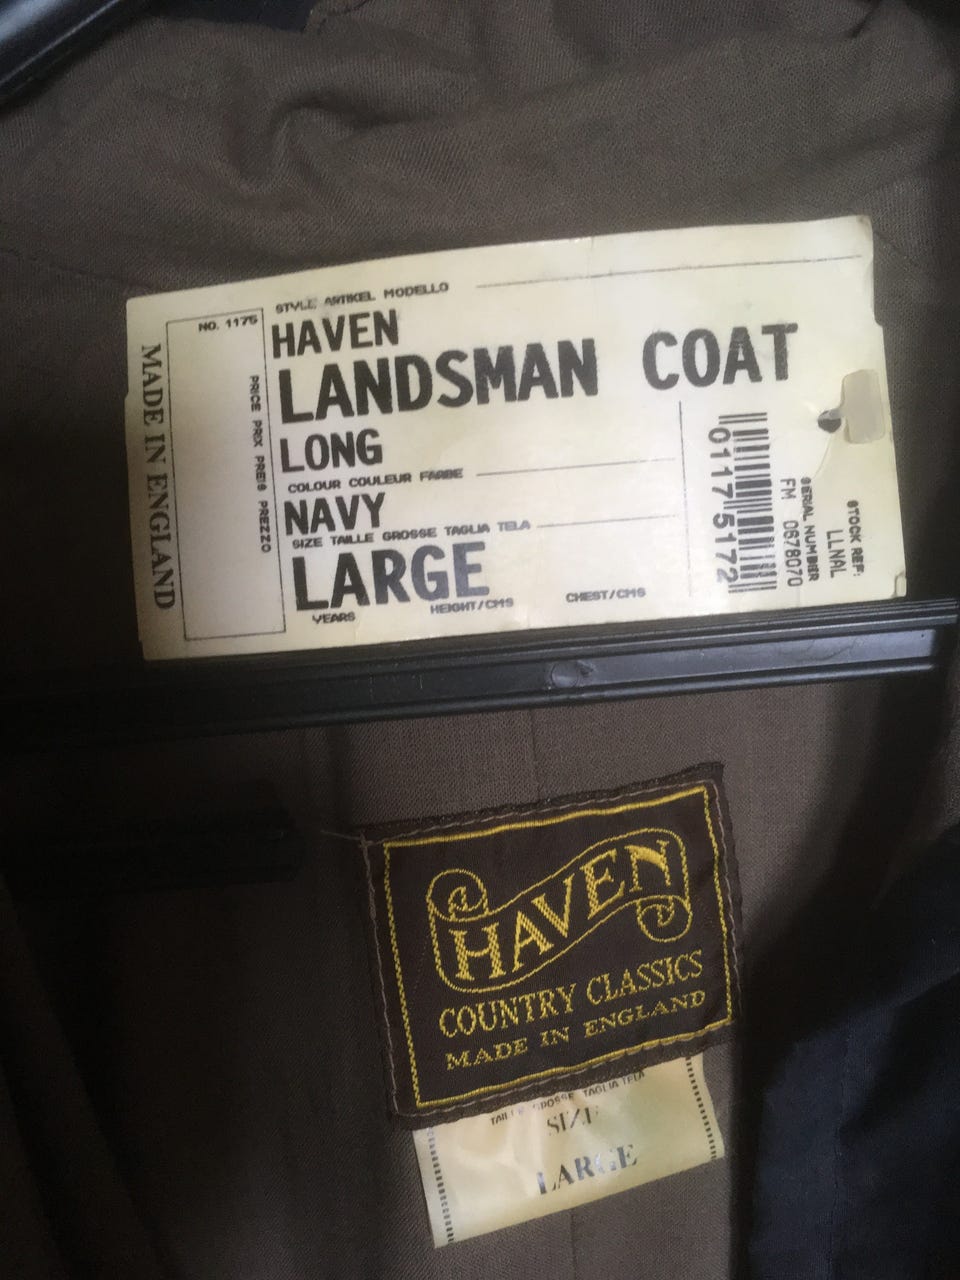 STYLE ARTIKEL MODELLO
NO. 1175
HAVEN
LANDSMAN COAT
LONG
COLOUR COULEUR FARBE
NAVY
SIZE TAILLE GROSSE TAGLIA TELA
LARGE
YEARS HEIGHT/CMS CHEST/CMS
MADE IN ENGLAND
PRICE PRIX PREIS PREZZO
0117 5172
STOCK REF:
LLNAL
SERIAL NUMBER
FM 0678070
HAVEN
COUNTRY CLASSICS
MADE IN ENGLAND
TAILLE GROSSE TAGLIA TELA
SIZE
LARGE